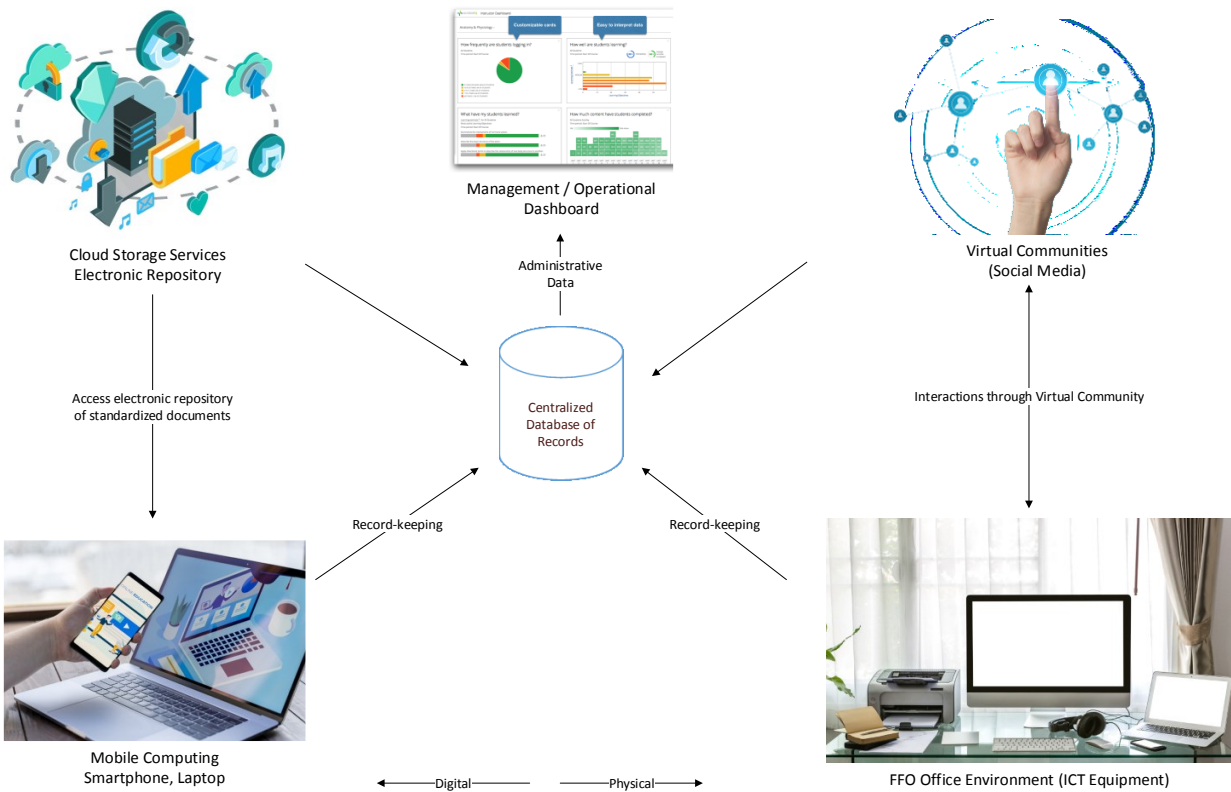 Customizable cards
Easy to interpret data
How frequently are students logging in?
How well are students learning?
What have my students learned?
How much content have students completed?
Management / Operational
Dashboard
Cloud Storage Services
Electronic Repository
Virtual Communities
(Social Media)
Administrative
Data
Access electronic repository
of standardized documents
Centralized
Database of
Records
Interactions through Virtual Community
Record-keeping
Record-keeping
Mobile Computing
Smartphone, Laptop
Digital
Physical
FFO Office Environment (ICT Equipment)